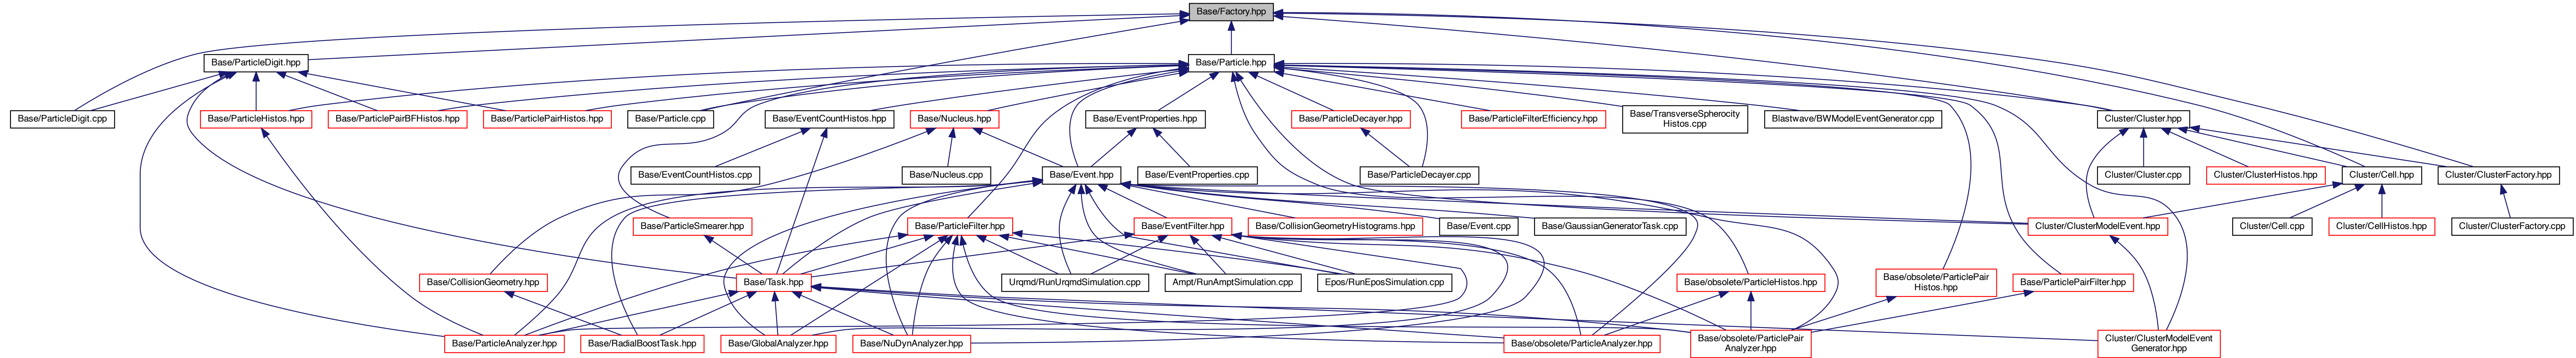 Base/Factory.hpp
Base/ParticleDigit.hpp
Base/Particle.hpp
Base/ParticleDigit.cpp
Base/ParticleHistos.hpp
Base/ParticlePairBFHistos.hpp
Base/ParticlePairHistos.hpp
Base/Particle.cpp
Base/EventCountHistos.hpp
Base/Nucleus.hpp
Base/EventProperties.hpp
Base/ParticleDecayer.hpp
Base/ParticleFilterEfficiency.hpp
Base/TransverseSpherocity
Histos.cpp
Blastwave/BWModelEventGenerator.cpp
Cluster/Cluster.hpp
Base/EventCountHistos.cpp
Base/Nucleus.cpp
Base/Event.hpp
Base/EventProperties.cpp
Base/ParticleDecayer.cpp
Cluster/Cluster.cpp
Cluster/ClusterHistos.hpp
Cluster/Cell.hpp
Cluster/ClusterFactory.hpp
Base/ParticleSmearer.hpp
Base/ParticleFilter.hpp
Base/EventFilter.hpp
Base/CollisionGeometryHistograms.hpp
Base/Event.cpp
Base/GaussianGeneratorTask.cpp
Cluster/ClusterModelEvent.hpp
Cluster/Cell.cpp
Cluster/CellHistos.hpp
Cluster/ClusterFactory.cpp
Base/CollisionGeometry.hpp
Base/Task.hpp
Urqmd/RunUrqmdSimulation.cpp
Ampt/RunAmptSimulation.cpp
Epos/RunEposSimulation.cpp
Base/obsolete/ParticleHistos.hpp
Base/obsolete/ParticlePair
Histos.hpp
Base/ParticlePairFilter.hpp
Base/ParticleAnalyzer.hpp
Base/RadialBoostTask.hpp
Base/GlobalAnalyzer.hpp
Base/NuDynAnalyzer.hpp
Base/obsolete/ParticleAnalyzer.hpp
Base/obsolete/ParticlePair
Analyzer.hpp
Cluster/ClusterModelEvent
Generator.hpp